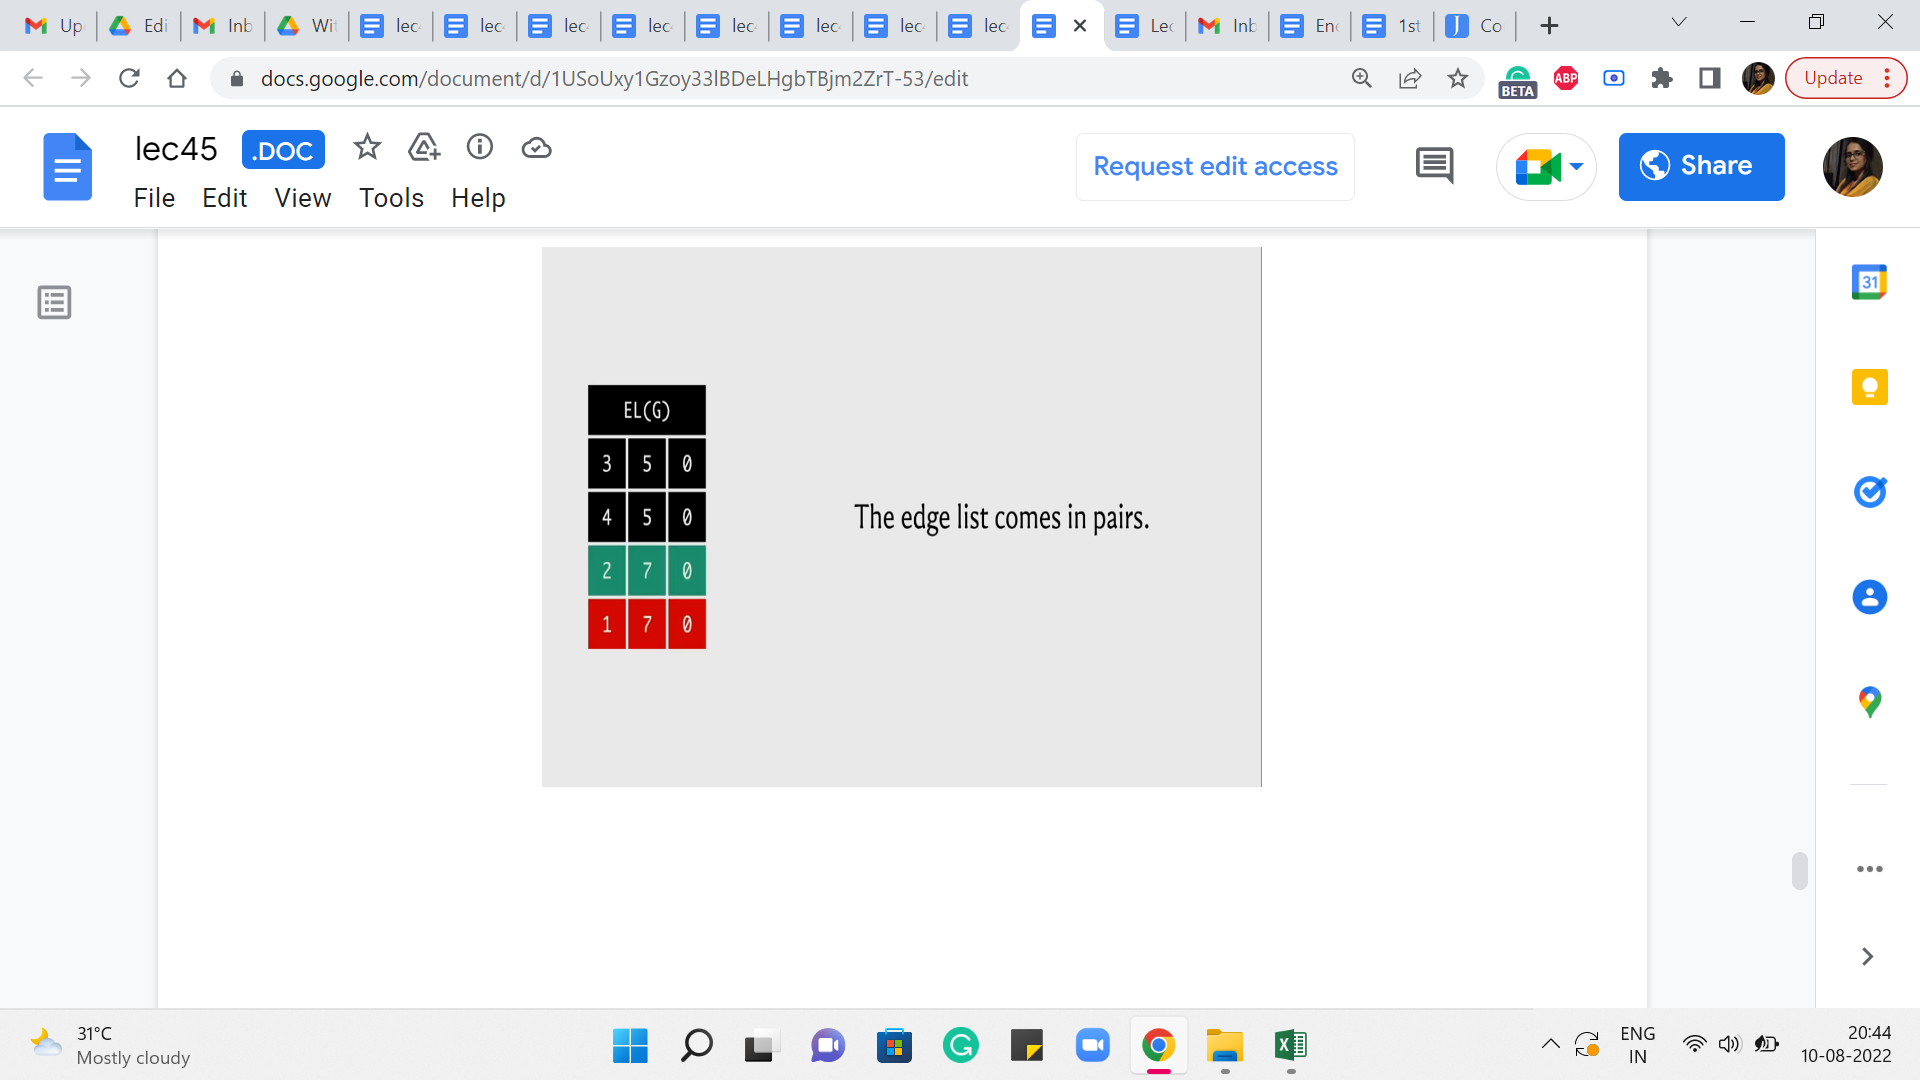 Up
Edi
Inb
Wit
lec
lec
lec
lec
lec
lec
lec
lec
Lec
Inb
Enc
1st
Co
docs.google.com/document/d/1USoUxy1Gzoy33lBDeLHgbTBjm2ZrT-53/edit
ABP
BETA
Update
lec45
.DOC
File Edit View Tools Help
Request edit access
Share
31
EL(G)
3 5 0
4 5 0
2 7 0
1 7 0
The edge list comes in pairs.
31°C
Mostly cloudy
ENG
IN
20:44
10-08-2022